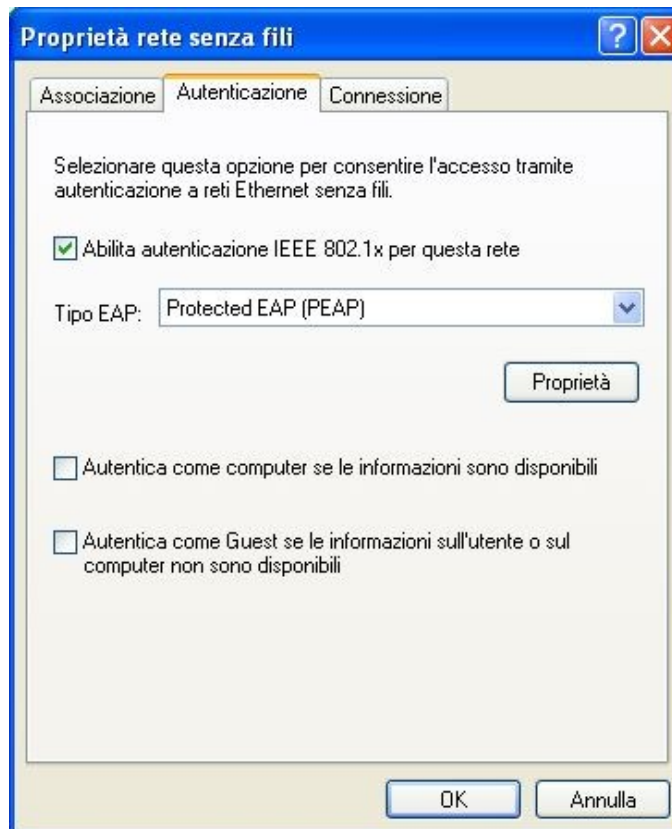 Proprietà rete senza fili
Associazione
Autenticazione
Connessione
Selezionare questa opzione per consentire l'accesso tramite
autenticazione a reti Ethernet senza fili.
Abilita autenticazione IEEE 802.1x per questa rete
Tipo EAP:
Protected EAP (PEAP)
Proprietà
Autentica come computer se le informazioni sono disponibili
Autentica come Guest se le informazioni sull'utente o sul
computer non sono disponibili
OK
Annulla